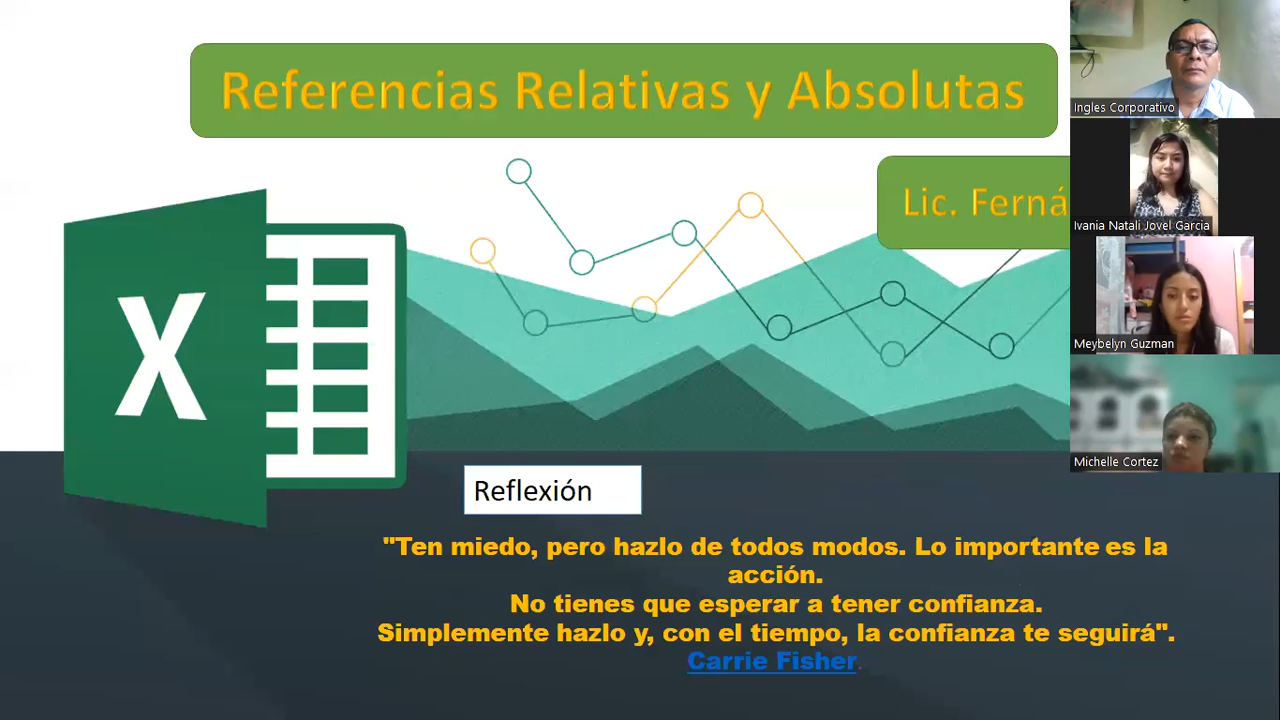 Referencias Relativas y Absolutas
Lic. Ferná
X
Reflexión
"Ten miedo, pero hazlo de todos modos. Lo importante es la
acción.
No tienes que esperar a tener confianza.
Simplemente hazlo y, con el tiempo, la confianza te seguirá".
Carrie Fisher.
Ingles Corporativo
Ivania Natali Jovel Garcia
Meybelyn Guzman
Michelle Cortez